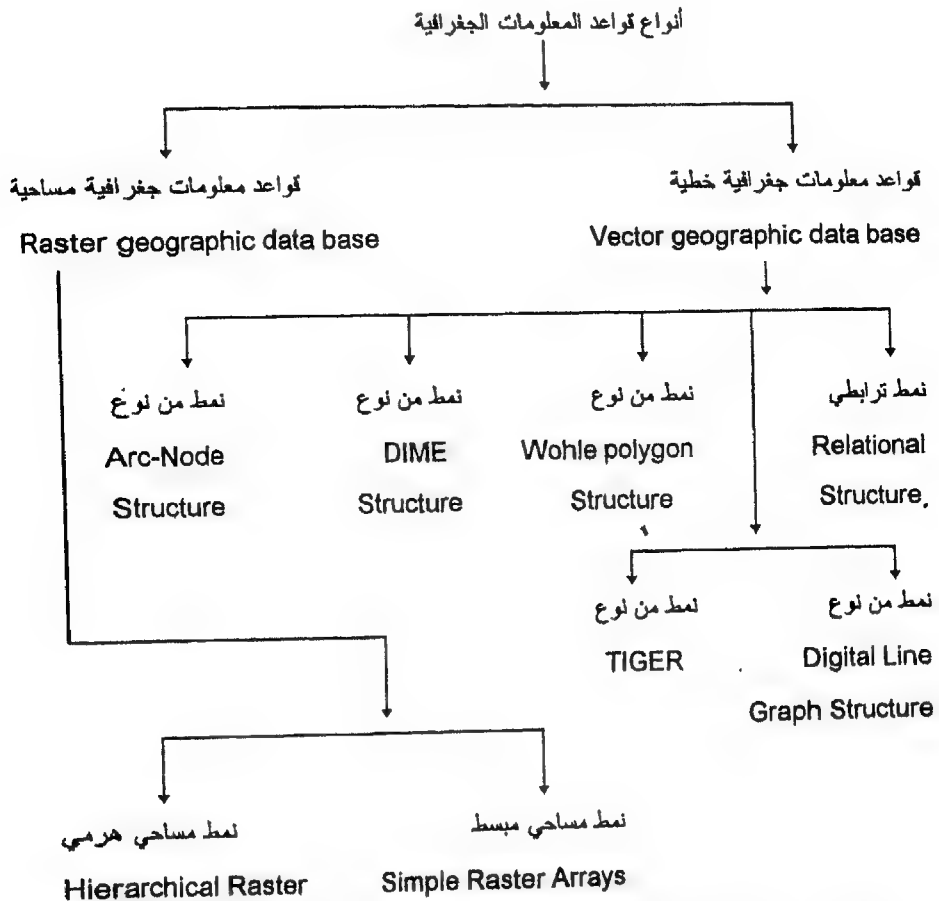 أنواع قواعد المعلومات الجغرافية
قواعد معلومات جغرافية خطية
Vector geographic data base
قواعد معلومات جغرافية مساحية
Raster geographic data base
نمط ترابطي
Relational
Structure.
نمط من نوع
Wohle polygon
Structure
نمط من نوع
DIME
Structure
نمط من نوع
Arc-Node
Structure
نمط من نوع
Digital Line
Graph Structure
نمط من نوع
TIGER
نمط مساحي مبسط
Simple Raster Arrays
نمط مساحي هرمي
Hierarchical Raster